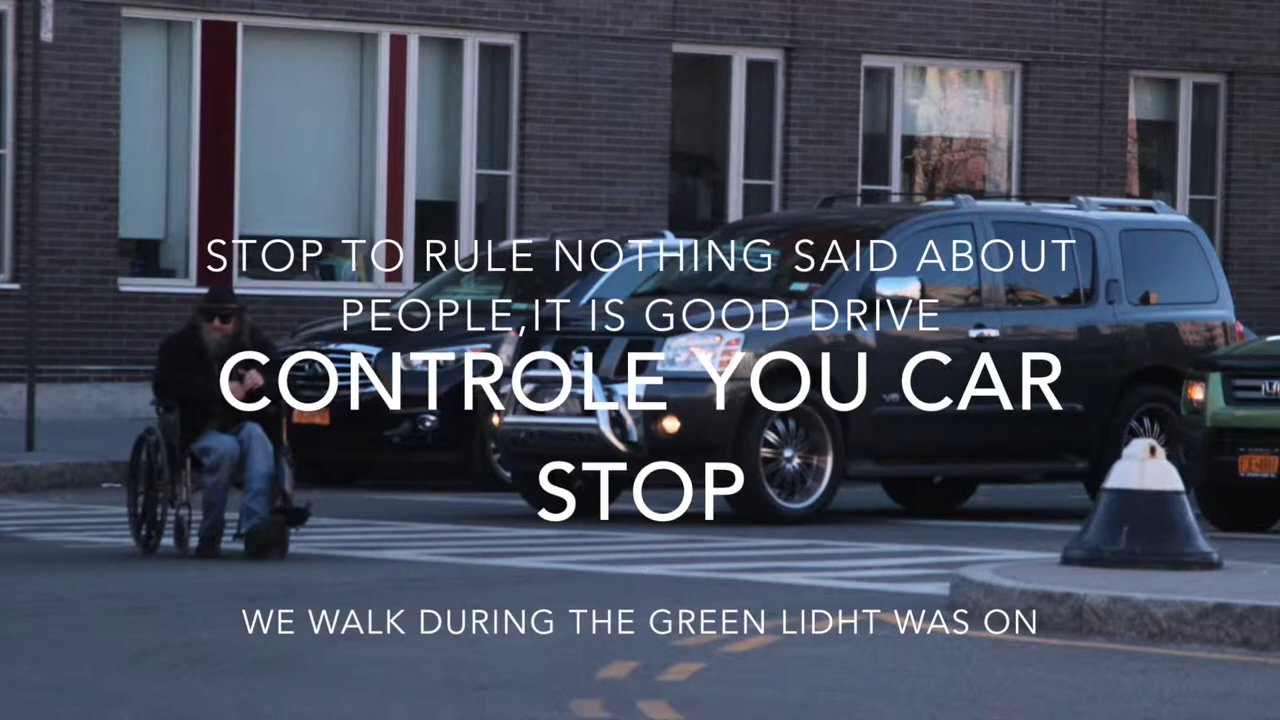 STOP TO RULE NOTHING SAID ABOUT
PEOPLE,IT IS GOOD DRIVE
CONTROLE YOU CAR
STOP
WE WALK DURING THE GREEN LIDHT WAS ON